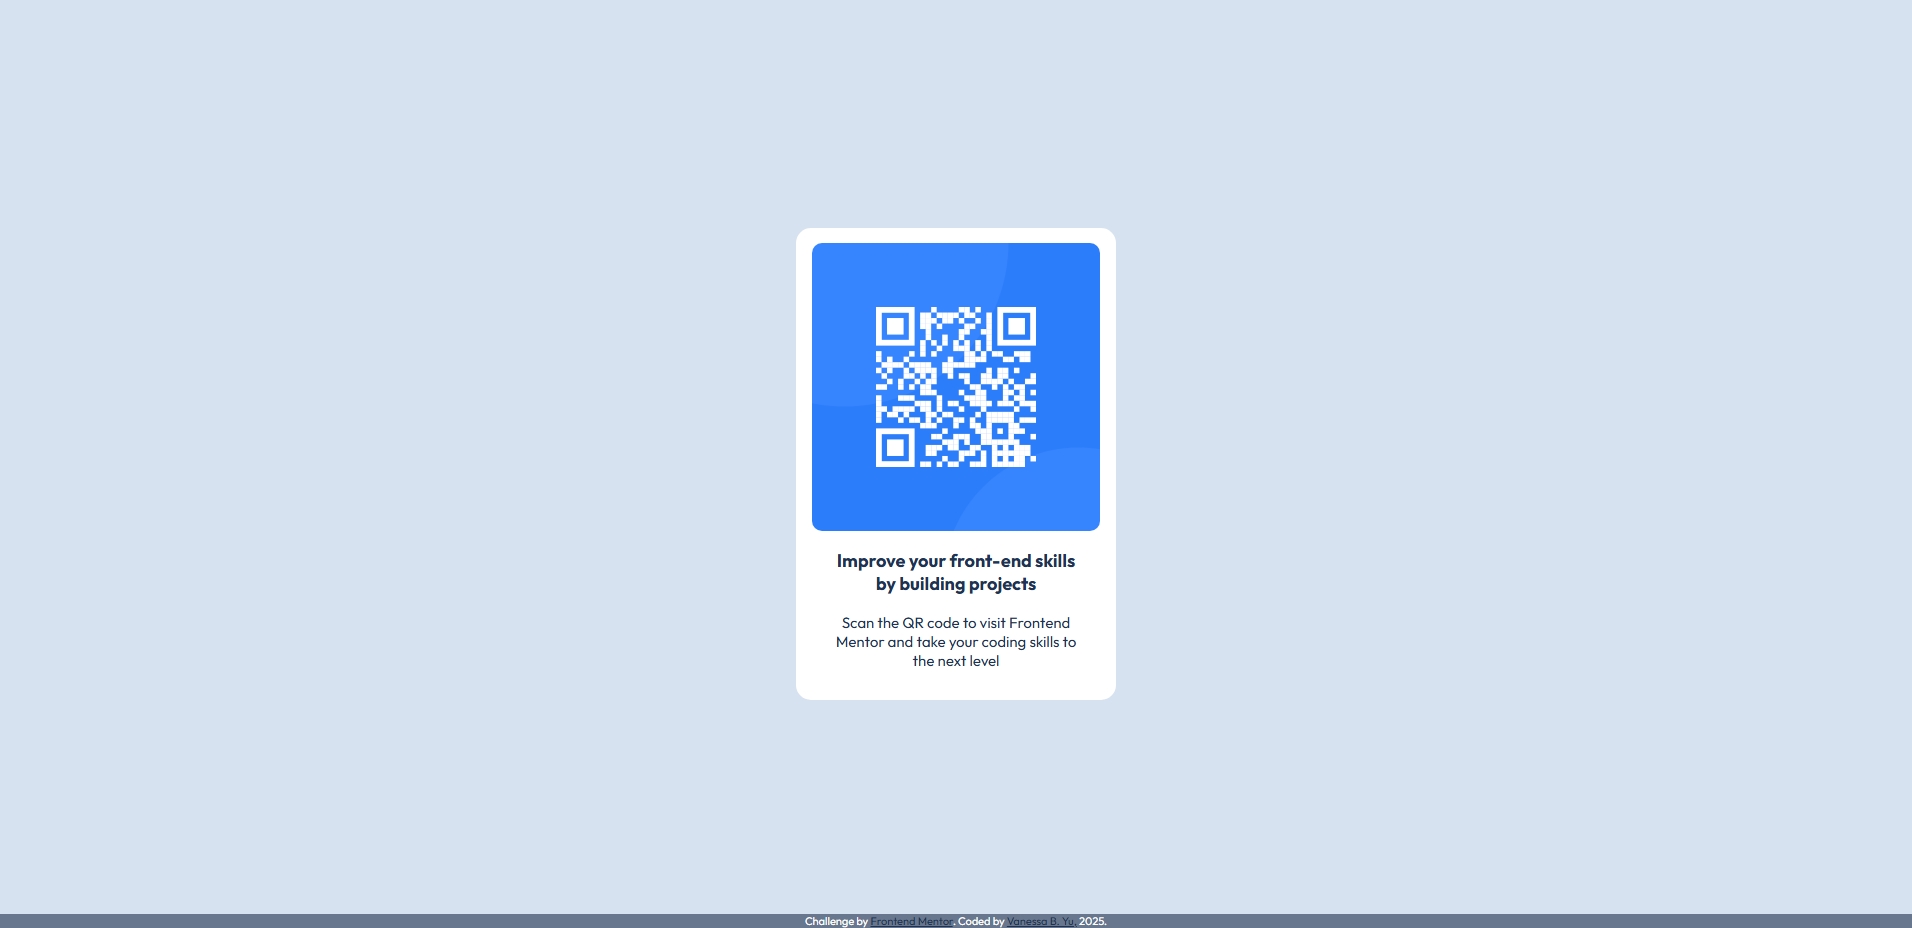 Improve your front-end skills
by building projects
Scan the QR code to visit Frontend
Mentor and take your coding skills to
the next level
Challenge by Frontend Mentor. Coded by Vanessa B. Yu. 2025.